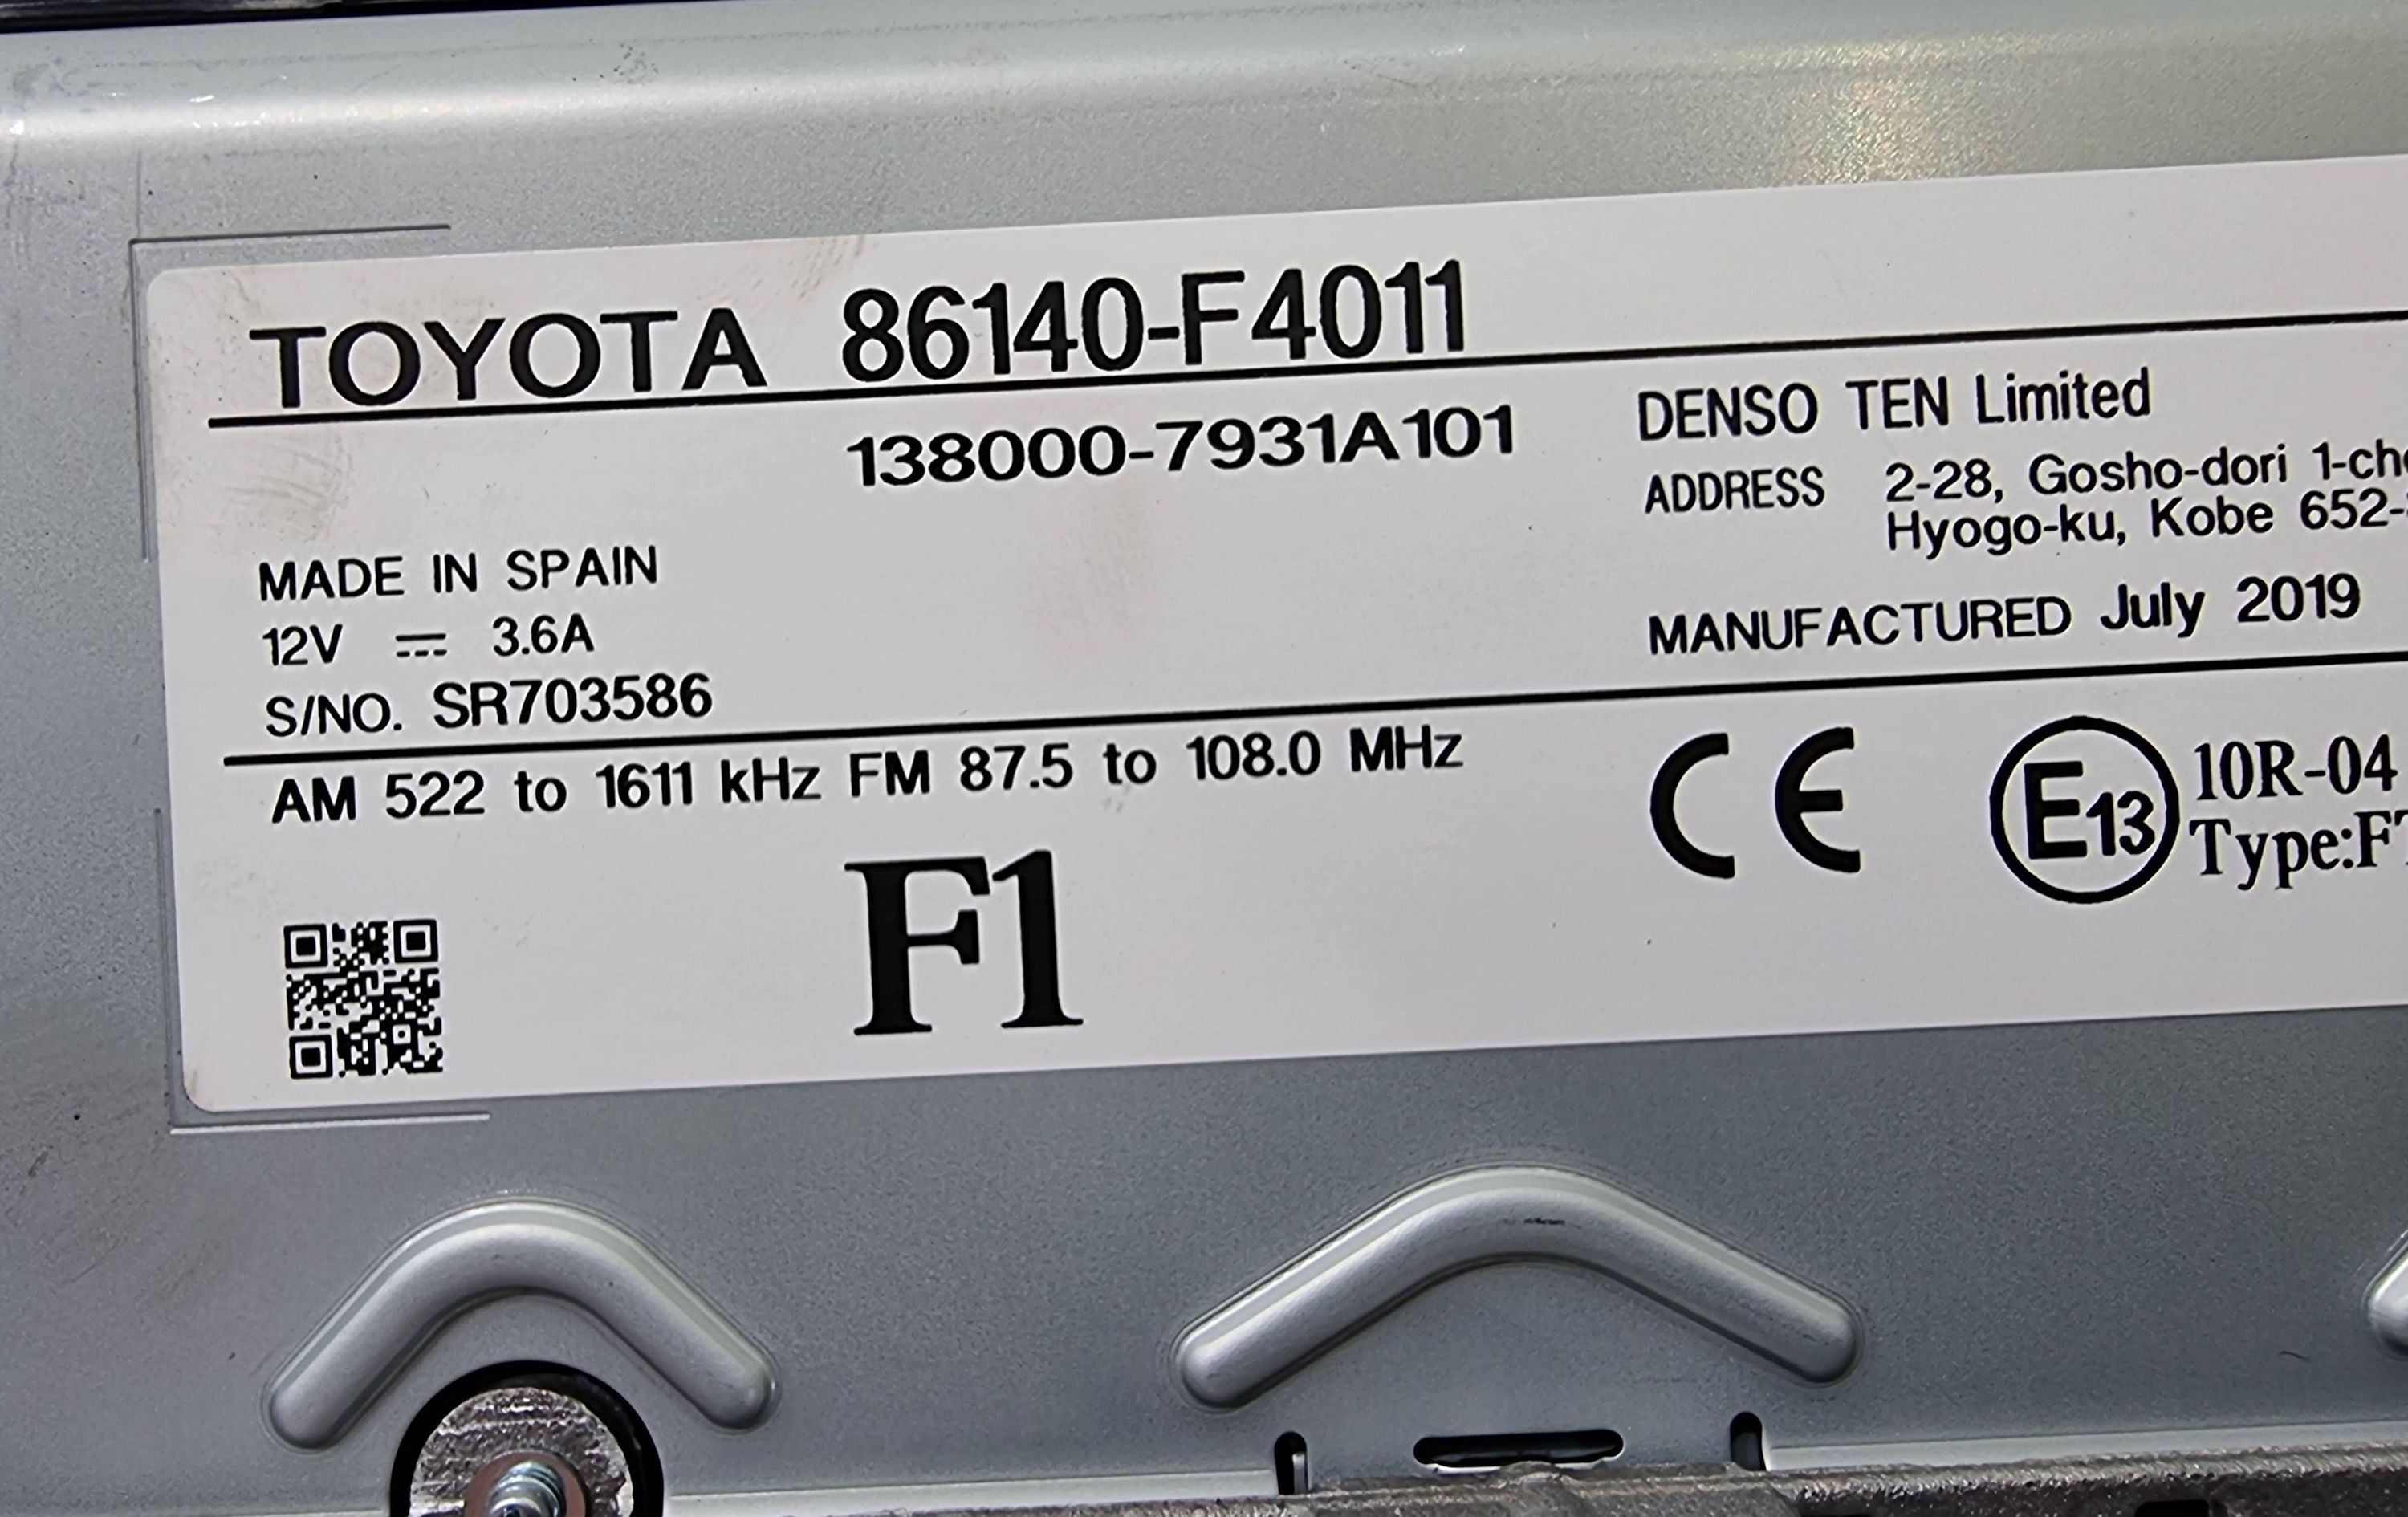 TOYOTA 86140-F4011
138000-7931A101
DENSO TEN Limited
ADDRESS 2-28, Gosho-dori
Hyogo-ku, Kobe
MANUFACTURED July 2019
MADE IN SPAIN
12V ⎓ 3.6A
S/NO. SR703586
AM 522 to 1611 kHz FM 87.5 to 108.0 MHz
F1
CE
E13
10R-04
Type: